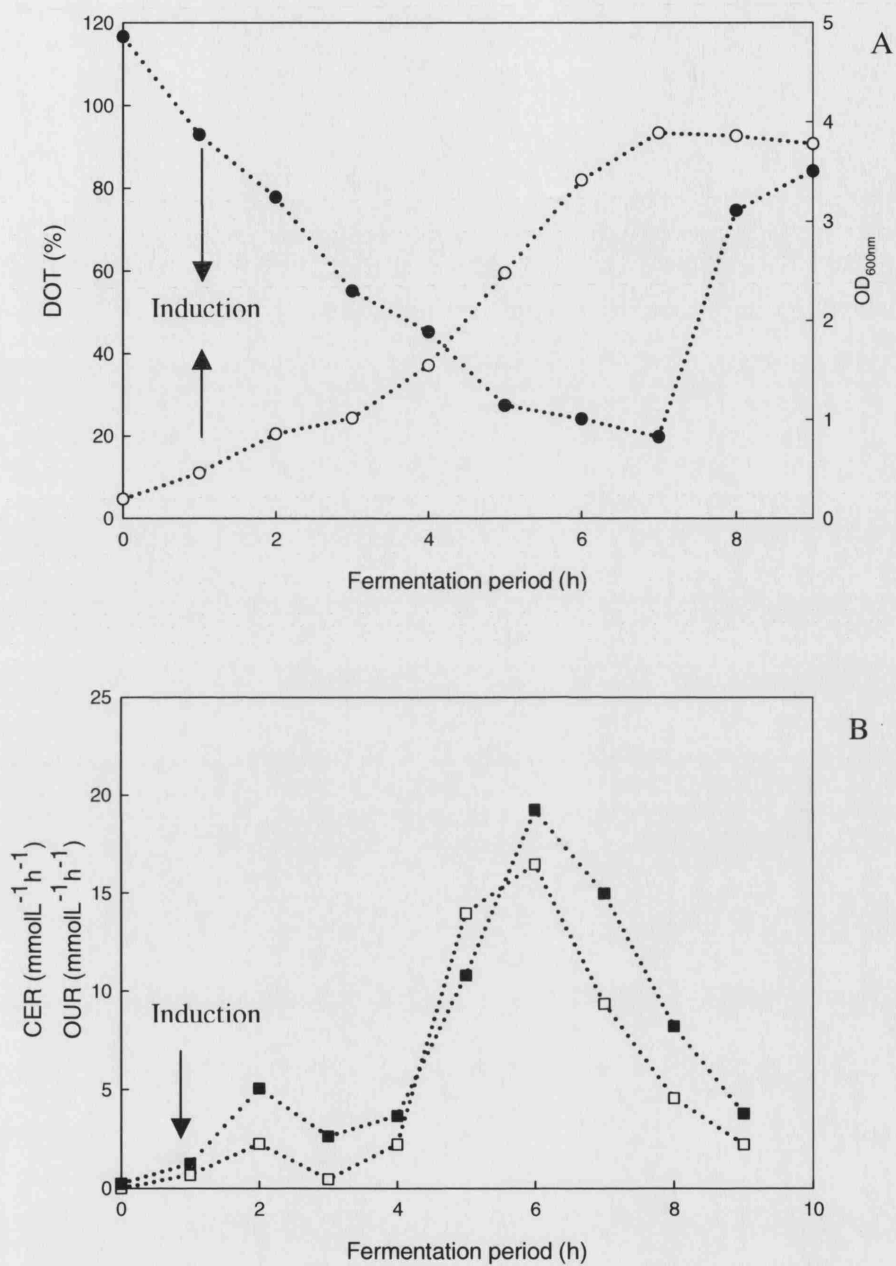 A
120
100
80
60
40
20
0
DOT (%)
5
4
3
2
1
0
OD600nm
Induction
0 2 4 6 8
Fermentation period (h)
B
25
20
15
10
5
0
CER (mmolL-1h-1)
OUR (mmolL-1h-1)
Induction
0 2 4 6 8 10
Fermentation period (h)